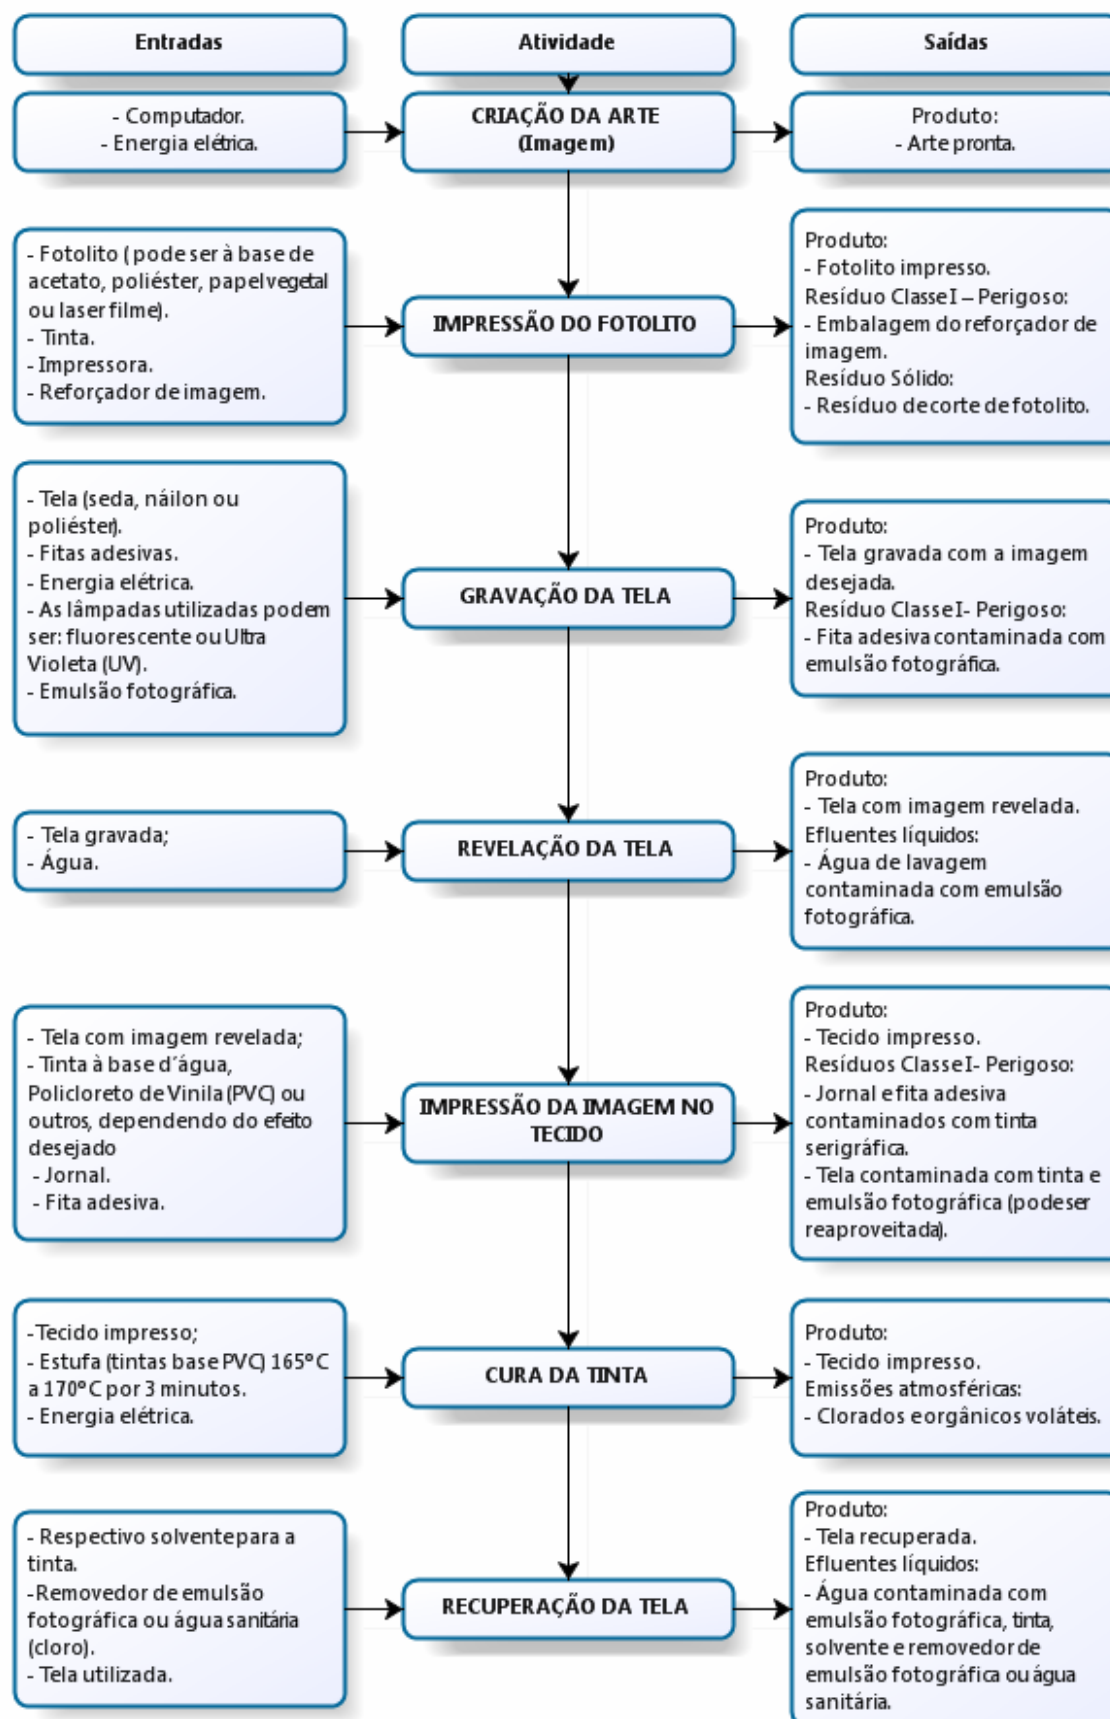 Entradas
Atividade
Saídas
- Computador.
- Energia elétrica.
CRIAÇÃO DA ARTE
(Imagem)
Produto:
- Arte pronta.
- Fotolito ( pode ser à base de
acetato, poliéster, papel vegetal
ou laser filme).
- Tinta.
- Impressora.
- Reforçador de imagem.
IMPRESSÃO DO FOTOLITO
Produto:
- Fotolito impresso.
Resíduo Classe I – Perigoso:
- Embalagem do reforçador de
imagem.
Resíduo Sólido:
- Resíduo de corte de fotolito.
- Tela (seda, náilon ou
poliéster).
- Fitas adesivas.
- Energia elétrica.
- As lâmpadas utilizadas podem
ser: fluorescente ou Ultra
Violeta (UV).
- Emulsão fotográfica.
GRAVAÇÃO DA TELA
Produto:
- Tela gravada com a imagem
desejada.
Resíduo Classe I- Perigoso:
- Fita adesiva contaminada com
emulsão fotográfica.
- Tela gravada;
- Água.
REVELAÇÃO DA TELA
Produto:
- Tela com imagem revelada.
Efluentes líquidos:
- Água de lavagem
contaminada com emulsão
fotográfica.
- Tela com imagem revelada;
- Tinta à base d´água,
Policloreto de Vinila (PVC) ou
outros, dependendo do efeito
desejado
- Jornal.
- Fita adesiva.
IMPRESSÃO DA IMAGEM NO
TECIDO
Produto:
- Tecido impresso.
Resíduos Classe I- Perigoso:
- Jornal e fita adesiva
contaminados com tinta
serigráfica.
- Tela contaminada com tinta e
emulsão fotográfica (pode ser
reaproveitada).
-Tecido impresso;
- Estufa (tintas base PVC) 165°C
a 170°C por 3 minutos.
- Energia elétrica.
CURA DA TINTA
Produto:
- Tecido impresso.
Emissões atmosféricas:
- Clorados e orgânicos voláteis.
- Respectivo solvente para a
tinta.
-Removedor de emulsão
fotográfica ou água sanitária
(cloro).
- Tela utilizada.
RECUPERAÇÃO DA TELA
Produto:
- Tela recuperada.
Efluentes líquidos:
- Água contaminada com
emulsão fotográfica, tinta,
solvente e removedor de
emulsão fotográfica ou água
sanitária.